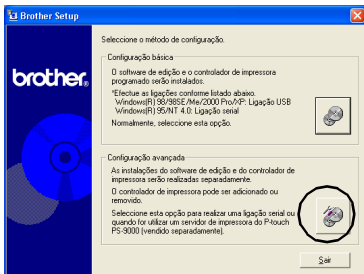 Brother Setup
Seleccione o método de configuração.
Configuração básica
O software de edição e o controlador de impressora
programado serão instalados.
*Efectue as ligações conforme listado abaixo.
Windows(R) 98/98SE/Me/2000 Pro/XP: Ligação USB
Windows(R) 95/NT 4.0: Ligação serial
Normalmente, seleccione esta opção.
brother.
Configuração avançada
As instalações do software de edição e do controlador de
impressora serão realizadas separadamente.
O controlador de impressora pode ser adicionado ou
removido.
Seleccione esta opção para realizar uma ligação serial ou
quando for utilizar um servidor de impressora do P-touch
PS-9000 (vendido separadamente).
Sair